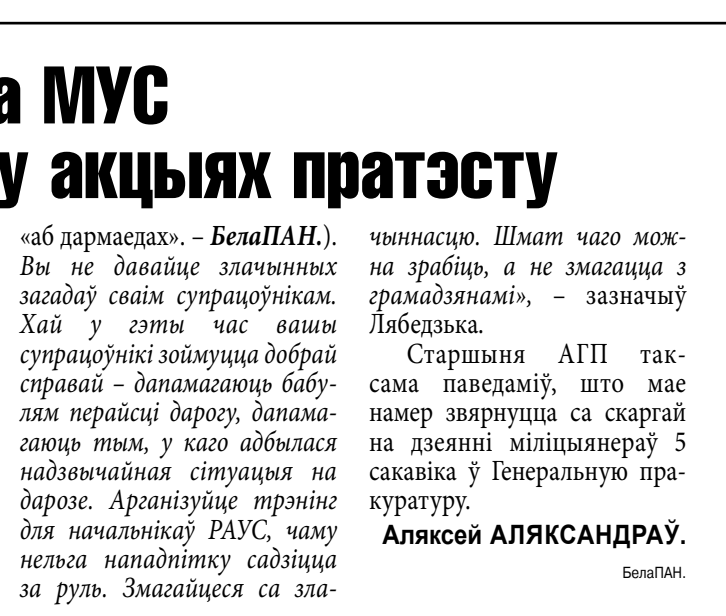 а МУС
у акцыях пратэсту
«аб дармаедах». – БелаПАН.).
Вы не давайце злачынных
загадаў сваім супрацоўнікам.
Хай у гэты час вашы
супрацоўнікі зоймуцца добрай
справай – дапамагаюць бабу-
лям перайсці дарогу, дапама-
гаюць тым, у каго адбылася
надзвычайная сітуацыя на
дарозе. Арганізуйце трэнінг
для начальнікаў РАУС, чаму
нельга нападпітку садзіцца
за руль. Змагайцеся са зла-
чыннасцю. Шмат чаго мож-
на зрабіць, а не змагацца з
грамадзянамі», – зазначыў
Лябедзька.
Старшыня АГП так-
сама паведаміў, што мае
намер звярнуцца са скаргай
на дзеянні міліцыянераў 5
сакавіка ў Генеральную пра-
куратуру.
Аляксей АЛЯКСАНДРАЎ.
БелаПАН.